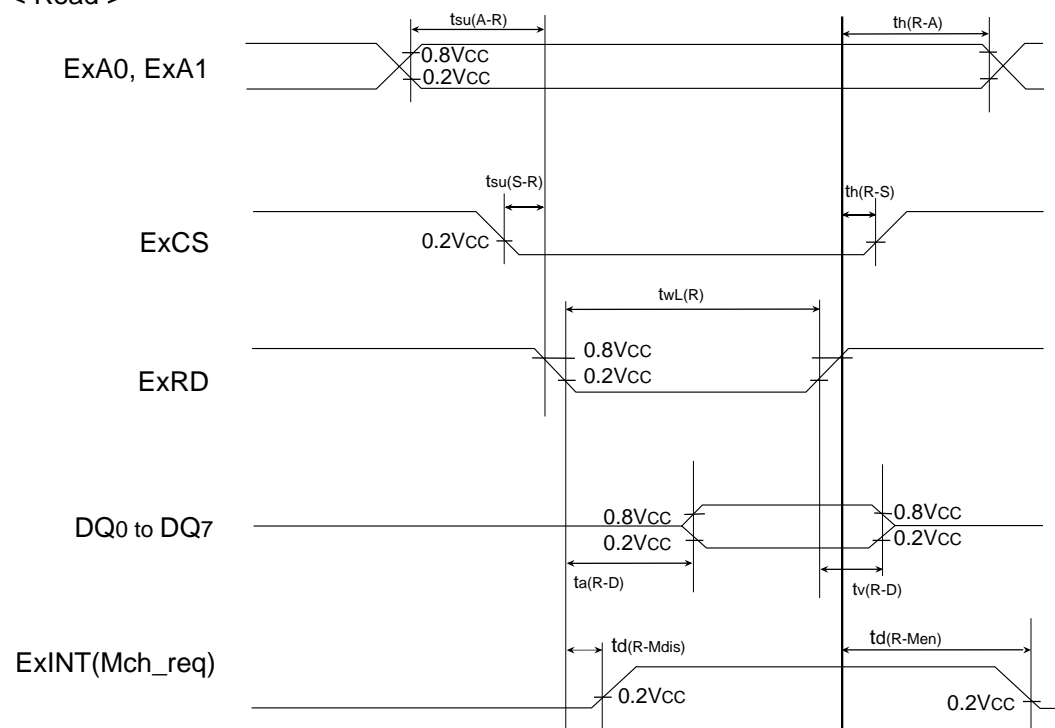 tsu(A-R) th(R-A)
ExA0, ExA1
0.8VCC
0.2VCC
tsu(S-R) th(R-S)
ExCS
0.2VCC
twL(R)
ExRD
0.8VCC
0.2VCC
DQ0 to DQ7
0.8VCC 0.8VCC
0.2VCC 0.2VCC
ta(R-D) tv(R-D)
ExINT(Mch_req)
td(R-Mdis) td(R-Men)
0.2VCC 0.2VCC